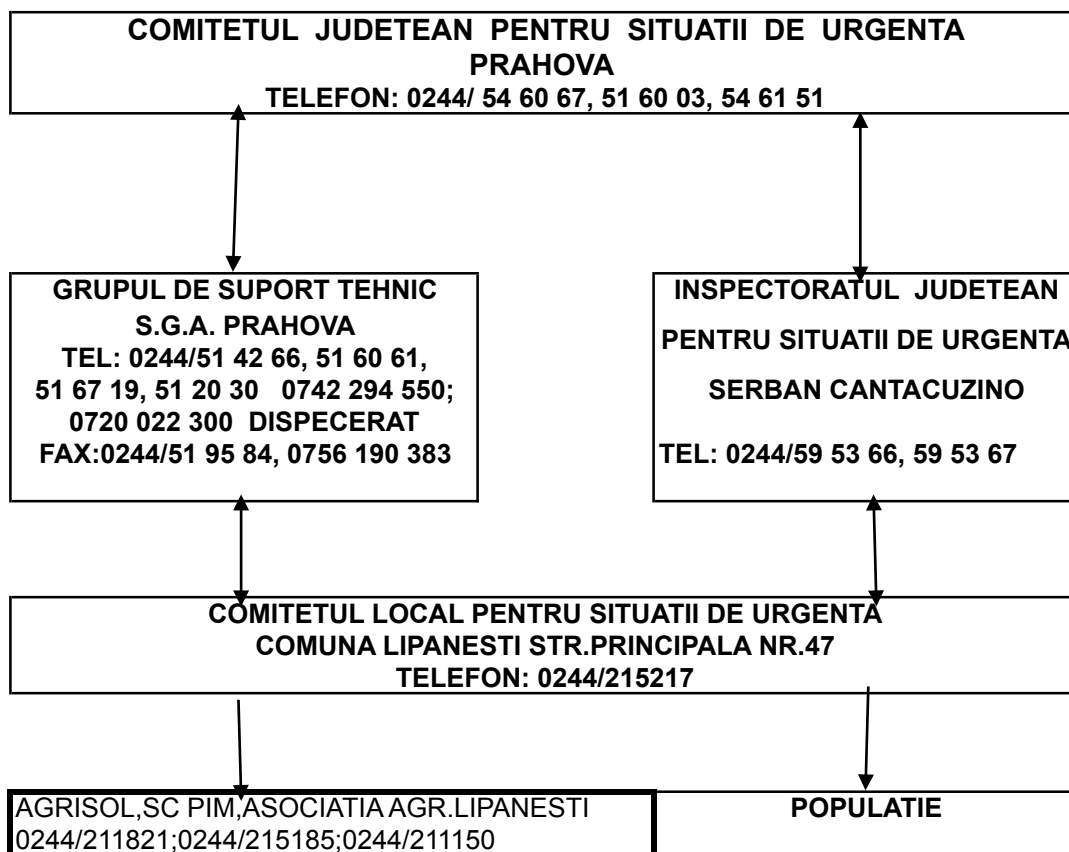 COMITETUL JUDETEAN PENTRU SITUATII DE URGENTA
PRAHOVA
TELEFON: 0244/ 54 60 67, 51 60 03, 54 61 51
GRUPUL DE SUPORT TEHNIC
S.G.A. PRAHOVA
TEL: 0244/51 42 66, 51 60 61,
51 67 19, 51 20 30 0742 294 550;
0720 022 300 DISPECERAT
FAX:0244/51 95 84, 0756 190 383
INSPECTORATUL JUDETEAN
PENTRU SITUATII DE URGENTA
SERBAN CANTACUZINO
TEL: 0244/59 53 66, 59 53 67
COMITETUL LOCAL PENTRU SITUATII DE URGENTA
COMUNA LIPANESTI STR.PRINCIPALA NR.47
TELEFON: 0244/215217
AGRISOL,SC PIM,ASOCIATIA AGR.LIPANESTI
0244/211821;0244/215185;0244/211150
POPULATIE